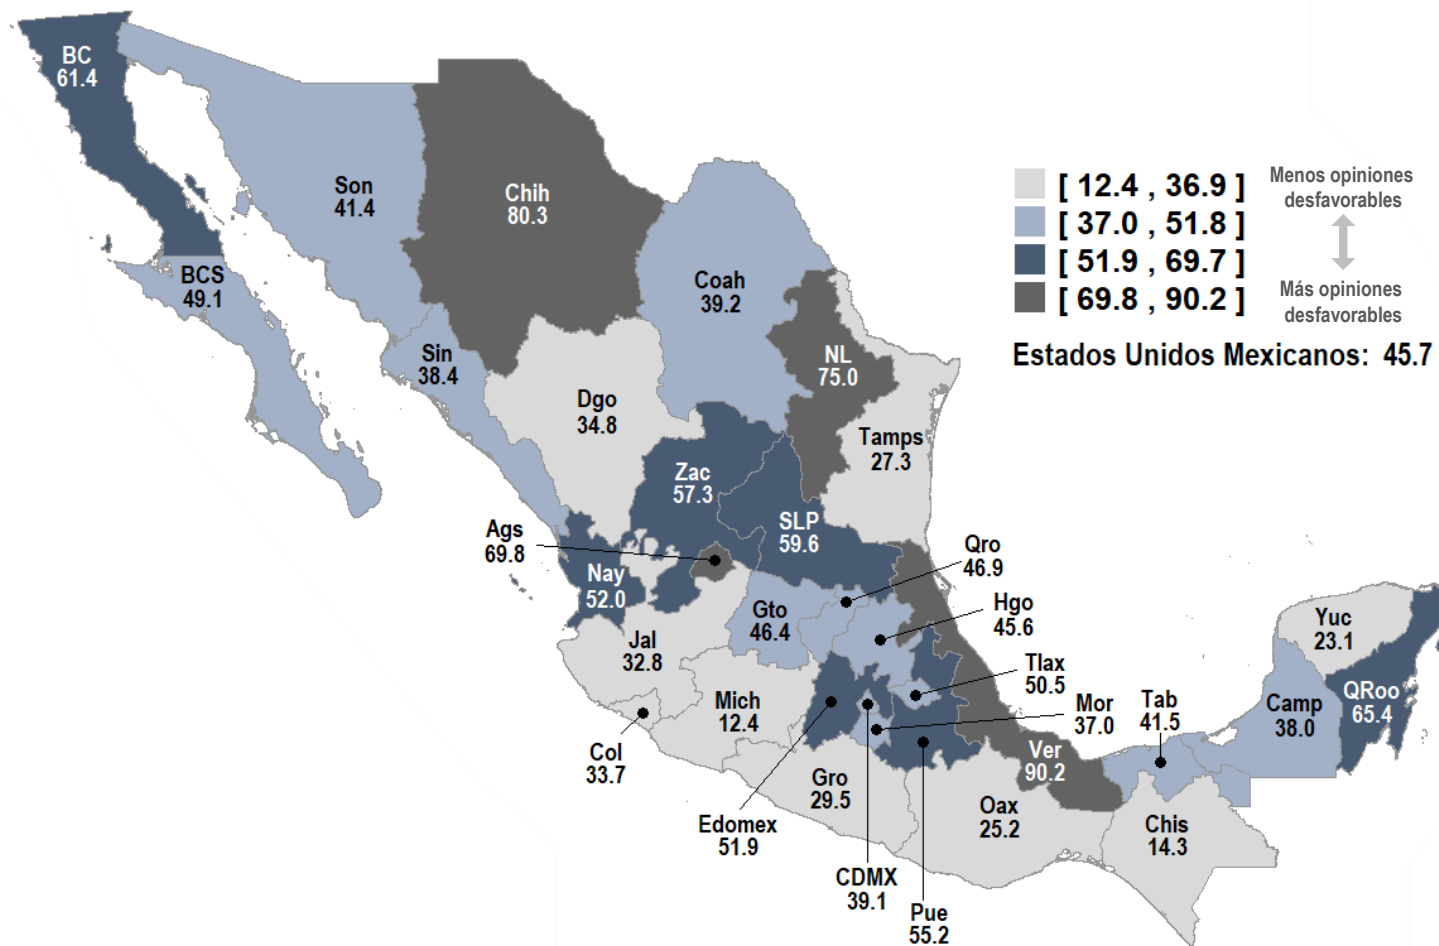 BC
61.4
Son
41.4
Chih
80.3
[ 12.4 , 36.9 ]
[ 37.0 , 51.8 ]
[ 51.9 , 69.7 ]
[ 69.8 , 90.2 ]
Menos opiniones
desfavorables
Más opiniones
desfavorables
Estados Unidos Mexicanos: 45.7
BCS
49.1
Coah
39.2
Sin
38.4
NL
75.0
Dgo
34.8
Tamps
27.3
Zac
57.3
SLP
59.6
Ags
69.8
Qro
46.9
Nay
52.0
Gto
46.4
Hgo
45.6
Jal
32.8
Yuc
23.1
Tlax
50.5
Mich
12.4
Mor
37.0
Tab
41.5
Camp
38.0
QRoo
65.4
Col
33.7
Ver
90.2
Gro
29.5
Oax
25.2
Chis
14.3
Edomex
51.9
CDMX
39.1
Pue
55.2